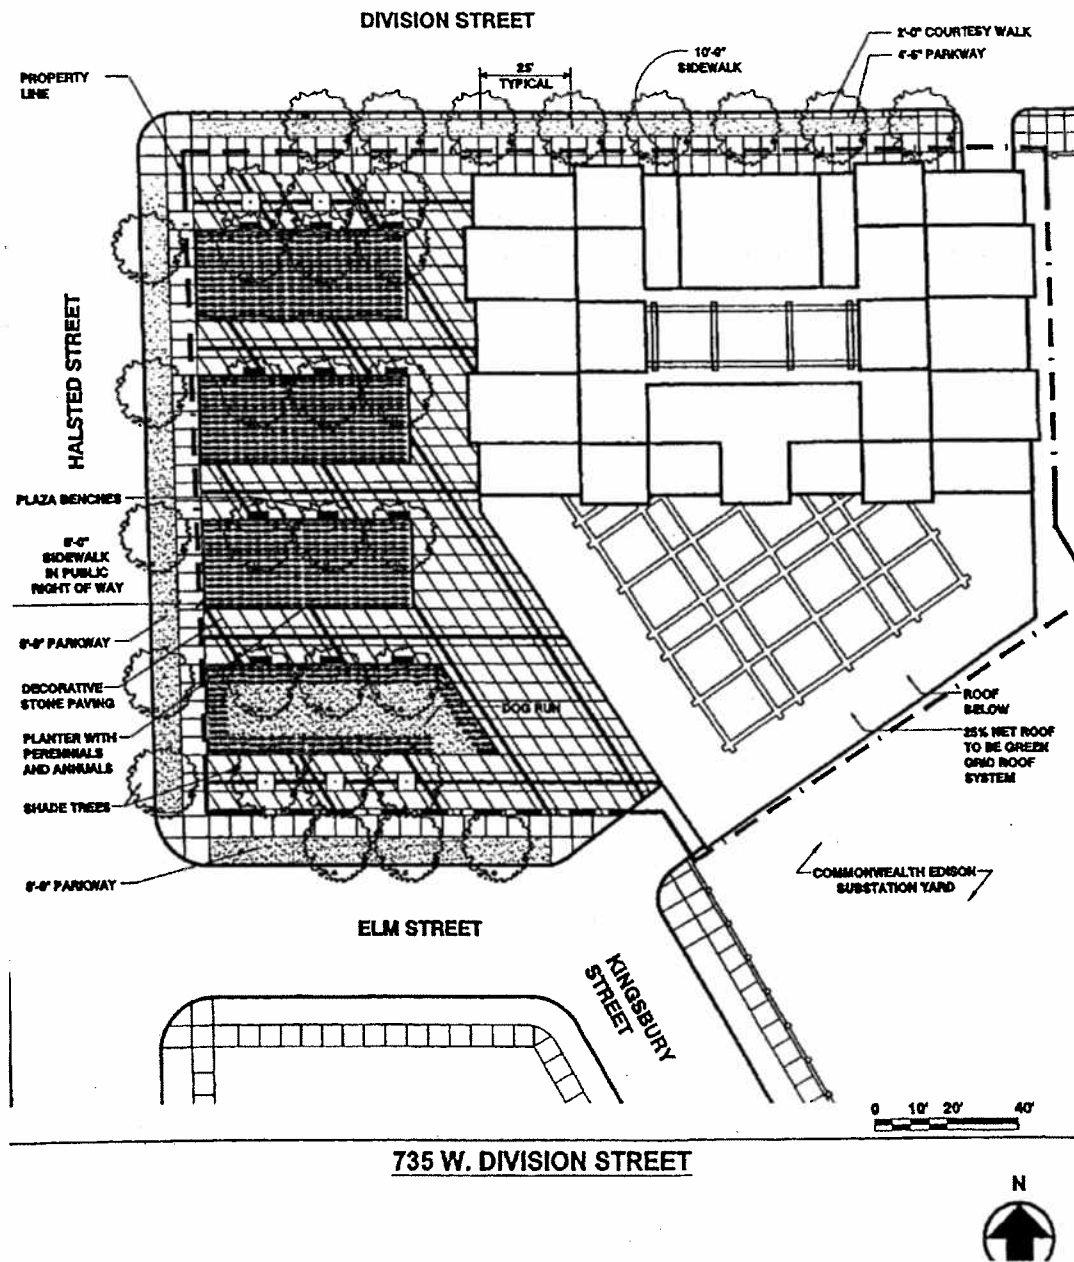 DIVISION STREET
2'-0" COURTESY WALK
4'-6" PARKWAY
10'-0"
SIDEWALK
25'
TYPICAL
PROPERTY
LINE
HALSTED STREET
PLAZA BENCHES
SIDEWALK
IN PUBLIC
RIGHT OF WAY
PARKWAY
DECORATIVE
STONE PAVING
PLANTER WITH
PERENNIALS
AND ANNUALS
SHADE TREES
PARKWAY
DOG RUN
ROOF
BELOW
25% NET ROOF
TO BE GREEN
GRID ROOF
SYSTEM
COMMONWEALTH EDISON
SUBSTATION YARD
ELM STREET
KINGSBURY
STREET
0 10' 20' 40'
735 W. DIVISION STREET
N